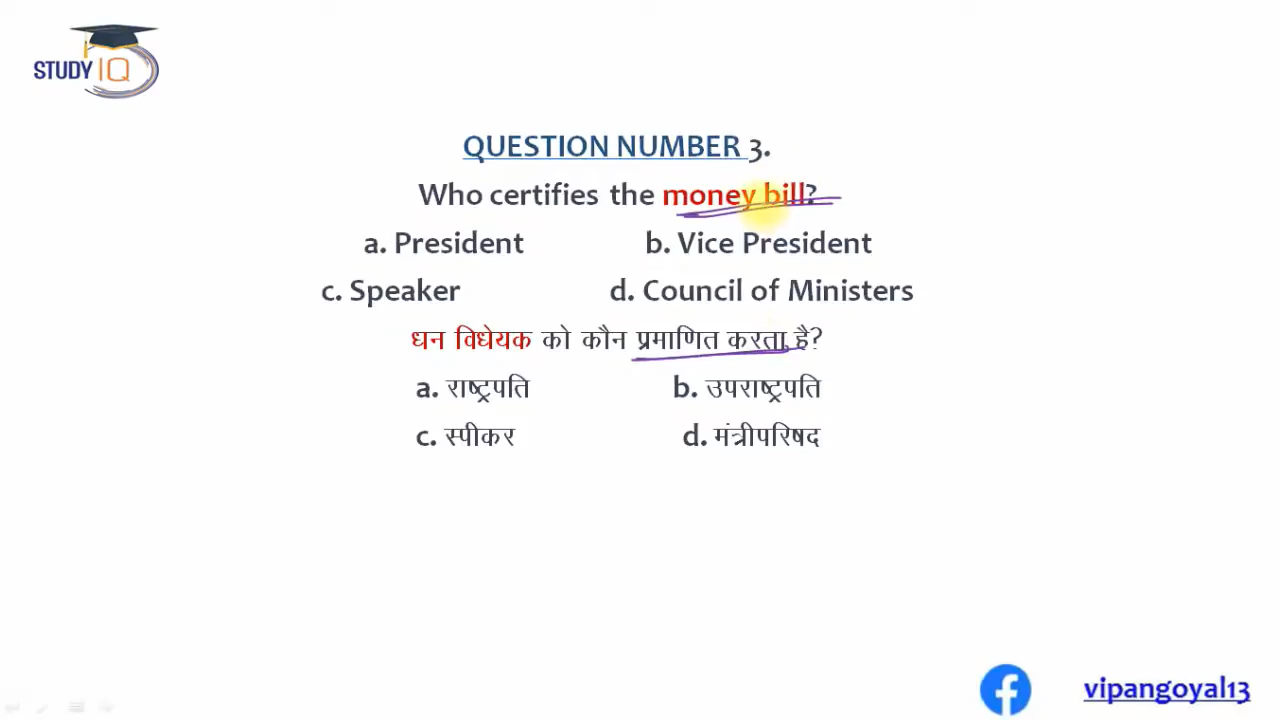 STUDY IQ
QUESTION NUMBER 3.
Who certifies the money bill?
a. President b. Vice President
c. Speaker d. Council of Ministers
धन विधेयक को कौन प्रमाणित करता है?
a. राष्ट्रपति b. उपराष्ट्रपति
c. स्पीकर d. मंत्रीपरिषद
vipangoyal13